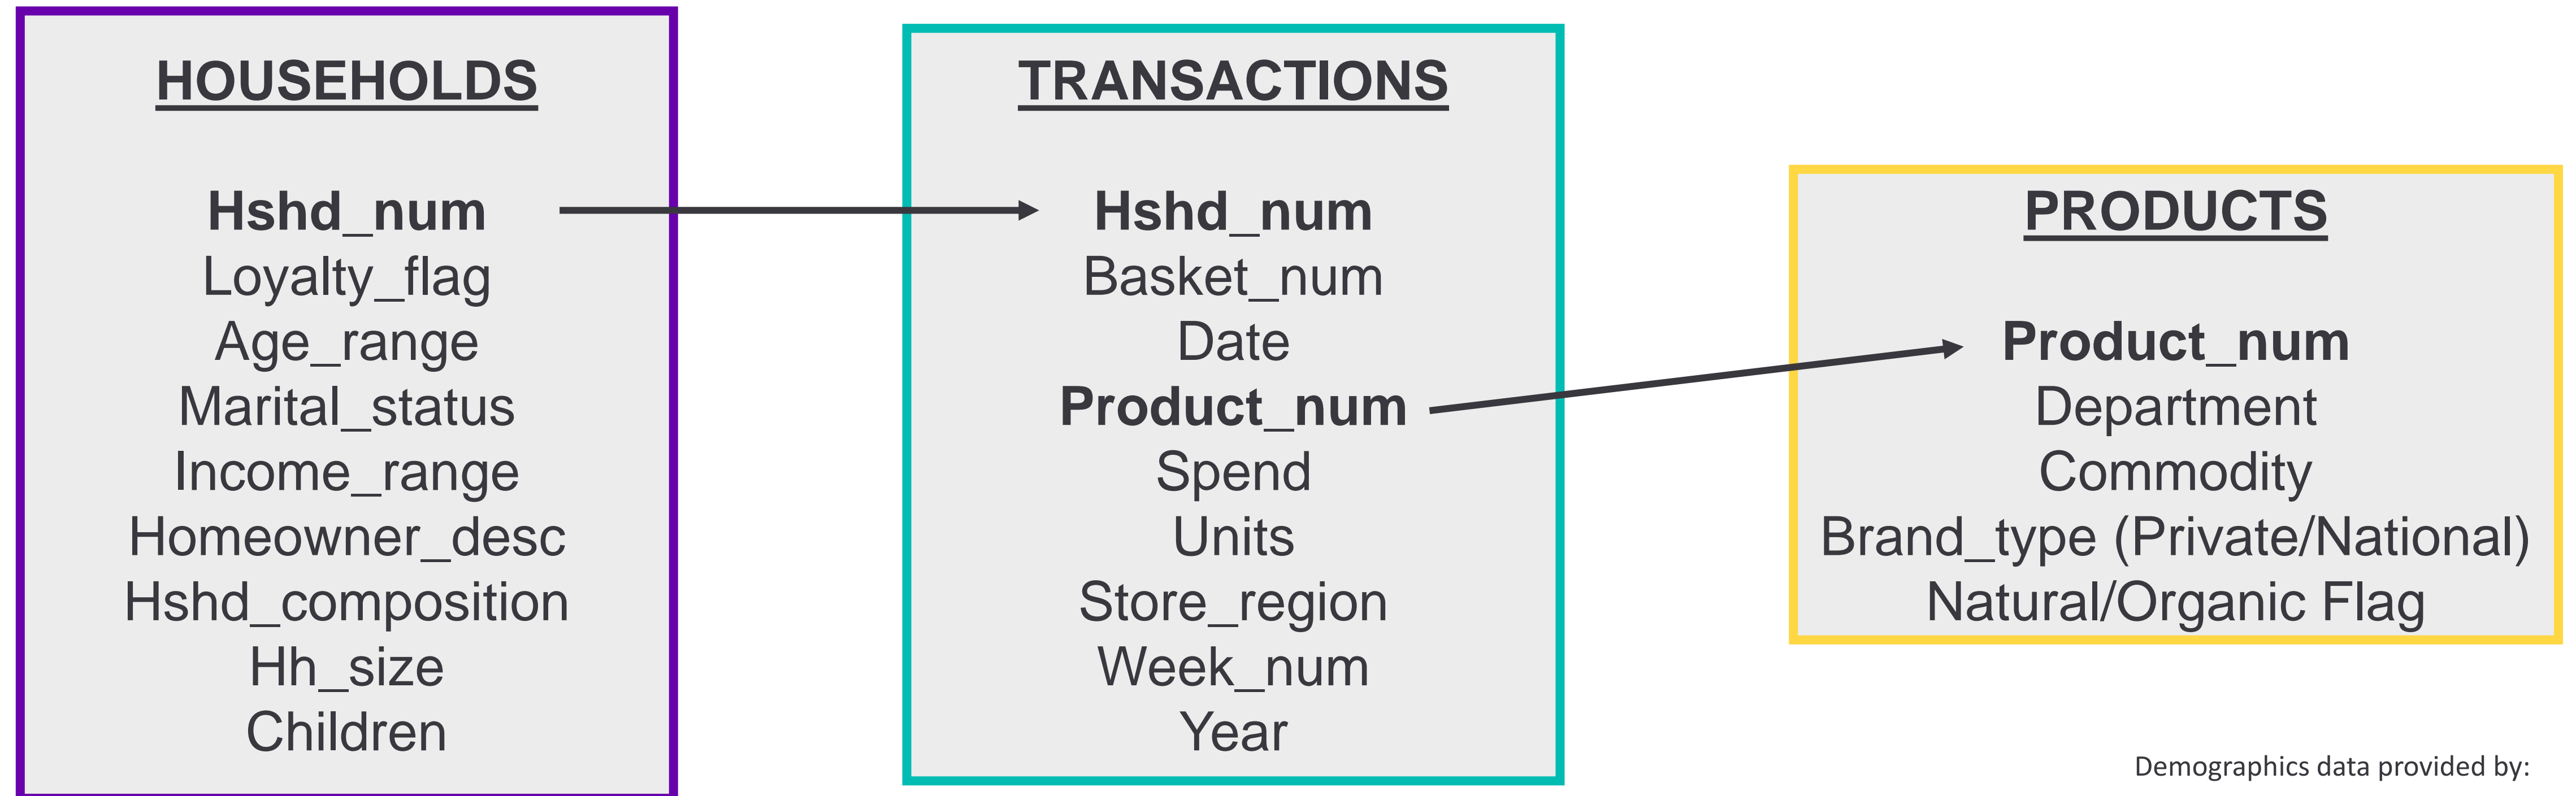 HOUSEHOLDS
Hshd_num
Loyalty_flag
Age_range
Marital_status
Income_range
Homeowner_desc
Hshd_composition
Hh_size
Children
TRANSACTIONS
Hshd_num
Basket_num
Date
Product_num
Spend
Units
Store_region
Week_num
Year
PRODUCTS
Product_num
Department
Commodity
Brand_type (Private/National)
Natural/Organic Flag
Demographics data provided by: